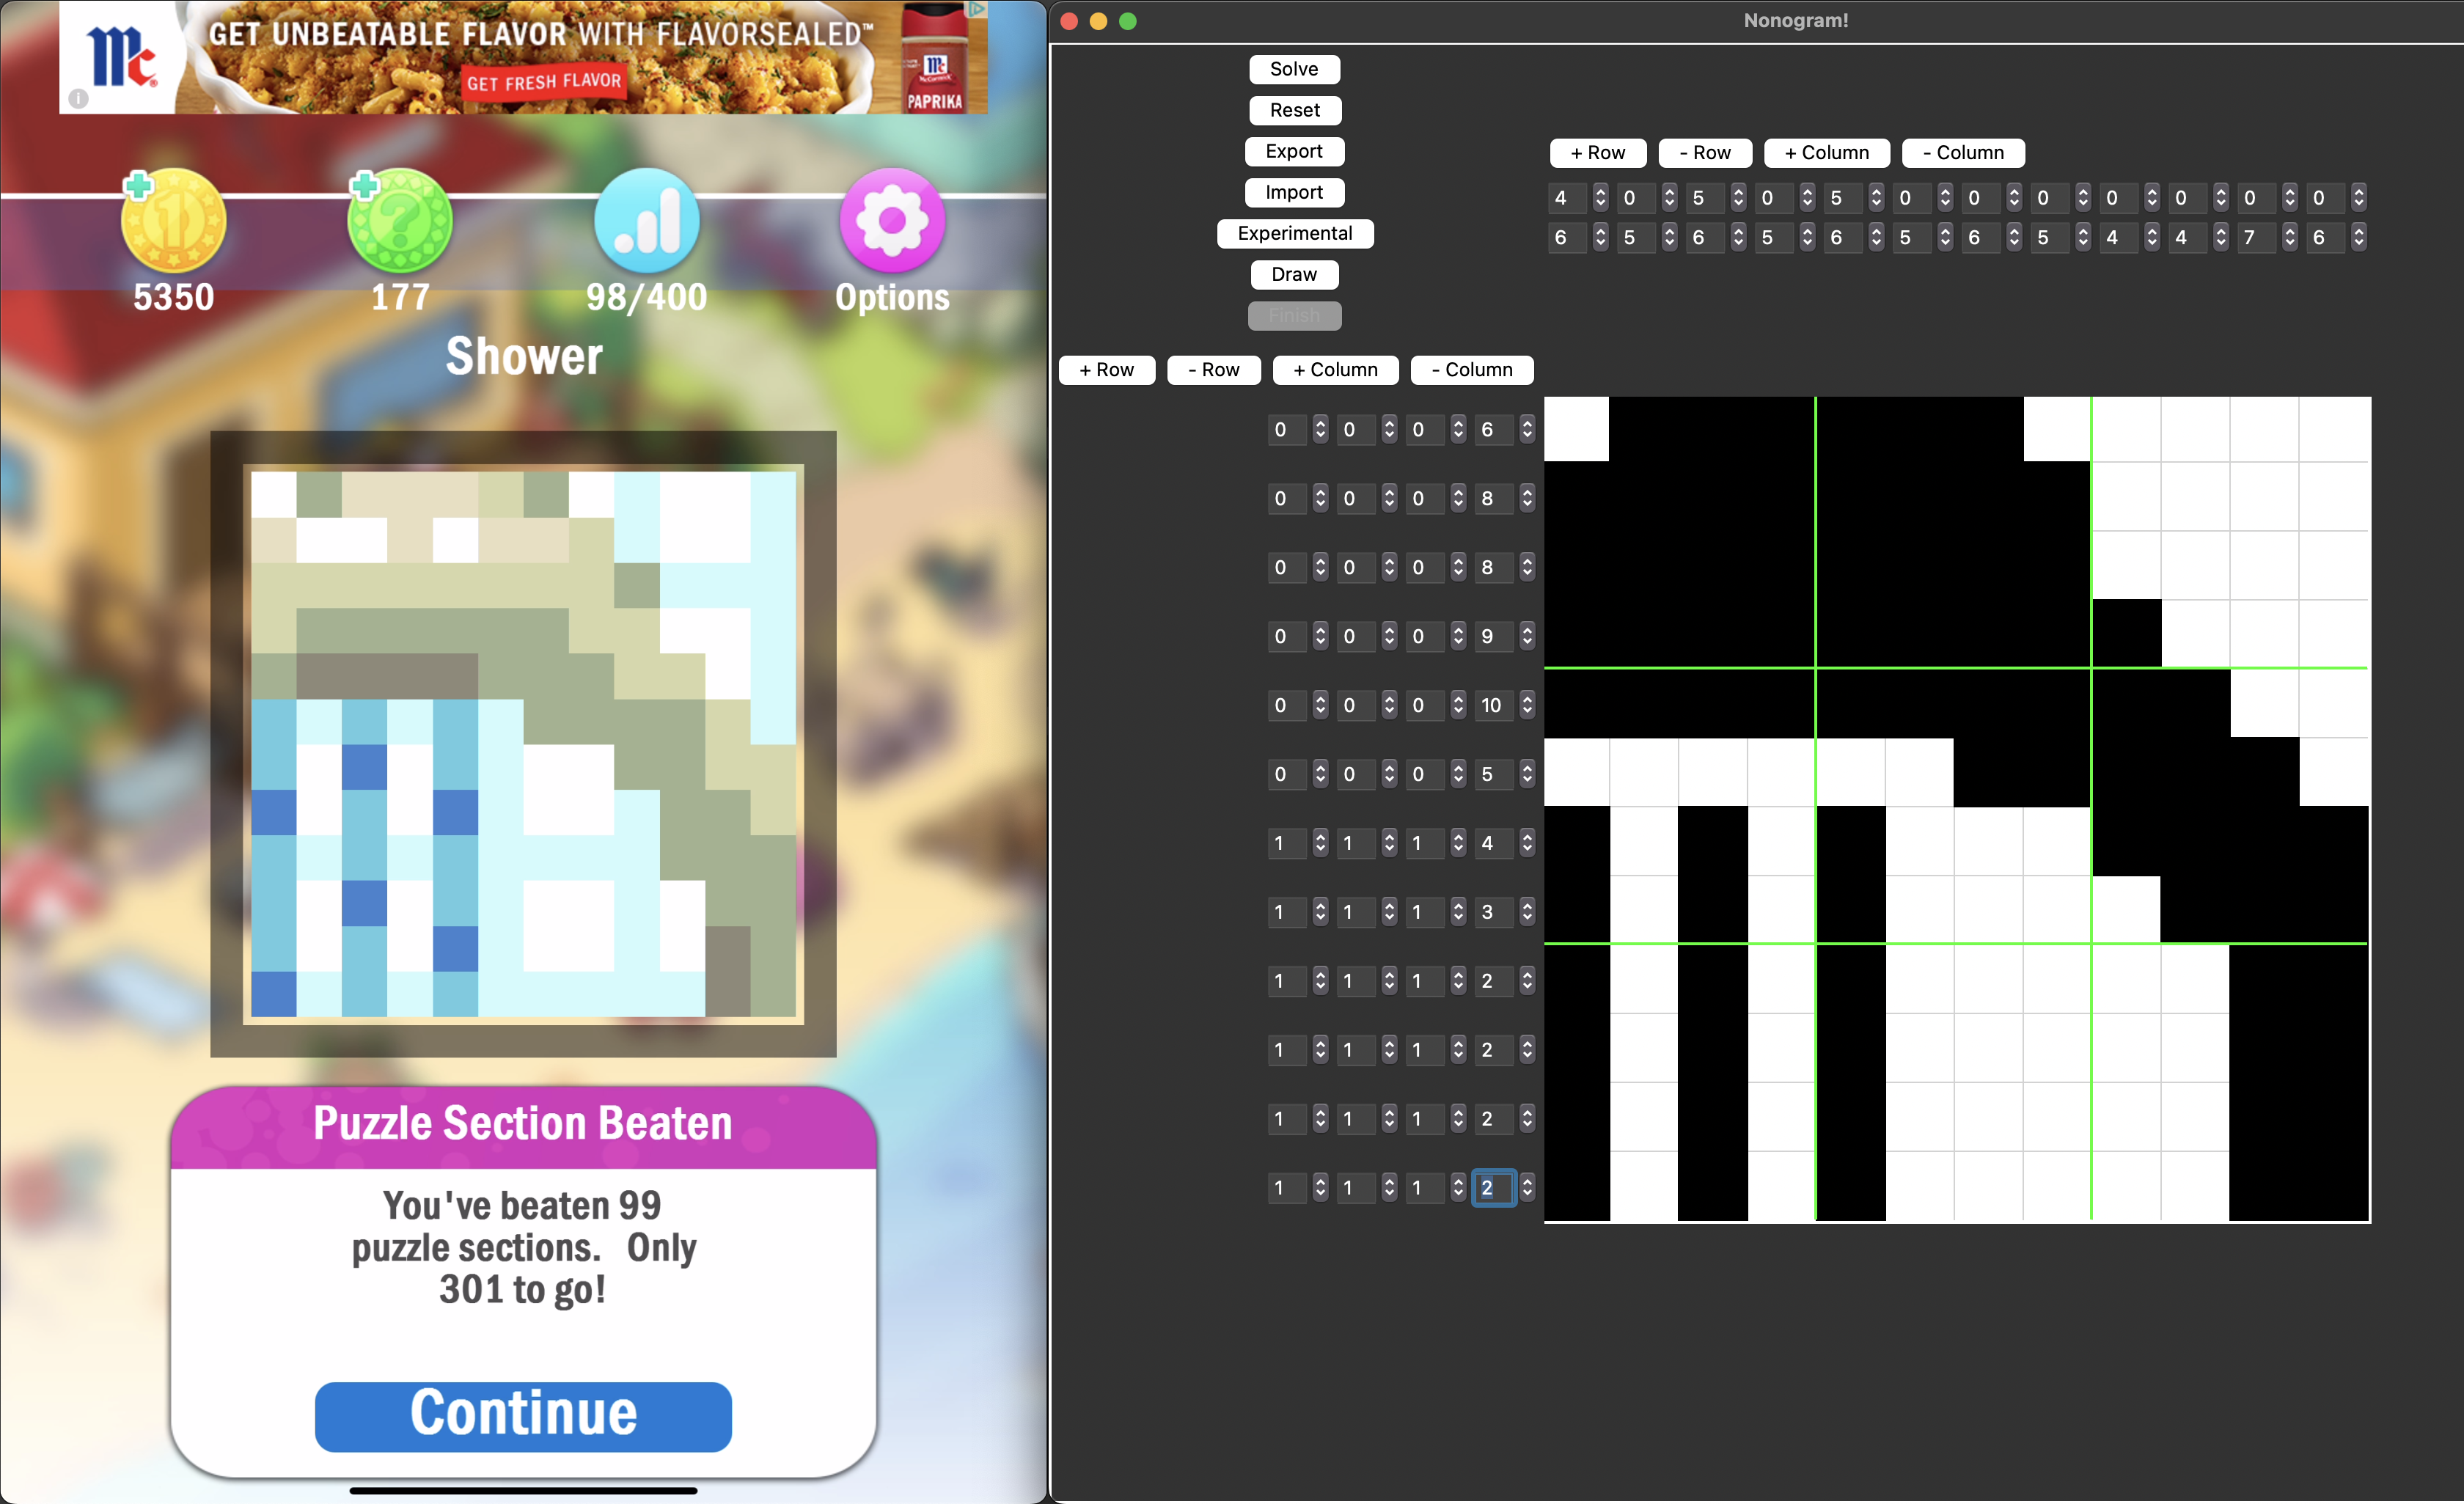 Mc
McCormick
GET UNBEATABLE FLAVOR WITH FLAVORSEALED™
GET FRESH FLAVOR
PAPRIKA
5350
177
98/400
Options
Shower
Puzzle Section Beaten
You've beaten 99
puzzle sections. Only
301 to go!
Continue
Nonogram!
Solve
Reset
Export
Import
Experimental
Draw
Finish
+ Row - Row + Column - Column
4 0 5 0 5 0 0 0 0 0 0 0
6 5 6 5 6 5 6 5 4 4 7 6
+ Row - Row + Column - Column
0 0 0 6
0 0 0 8
0 0 0 8
0 0 0 9
0 0 0 10
0 0 0 5
1 1 1 4
1 1 1 3
1 1 1 2
1 1 1 2
1 1 1 2
1 1 1 2